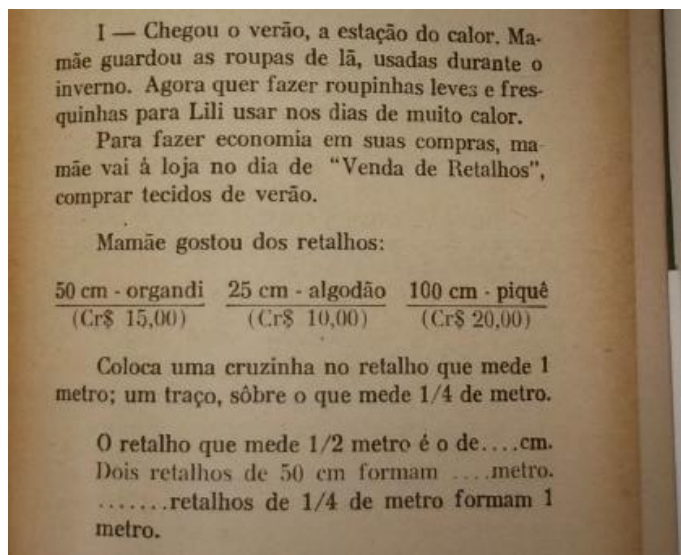 I — Chegou o verão, a estação do calor. Ma-
mãe guardou as roupas de lã, usadas durante o
inverno. Agora quer fazer roupinhas leves e fres-
quinhas para Lili usar nos dias de muito calor.
Para fazer economia em suas compras, ma-
mãe vai à loja no dia de "Venda de Retalhos",
comprar tecidos de verão.
Mamãe gostou dos retalhos:
50 cm - organdi 25 cm - algodão 100 cm - piquê
(Cr$ 15,00) (Cr$ 10,00) (Cr$ 20,00)
Coloca uma cruzinha no retalho que mede 1
metro; um traço, sôbre o que mede 1/4 de metro.
O retalho que mede 1/2 metro é o de....cm.
Dois retalhos de 50 cm formam ....metro.
.......retalhos de 1/4 de metro formam 1
metro.